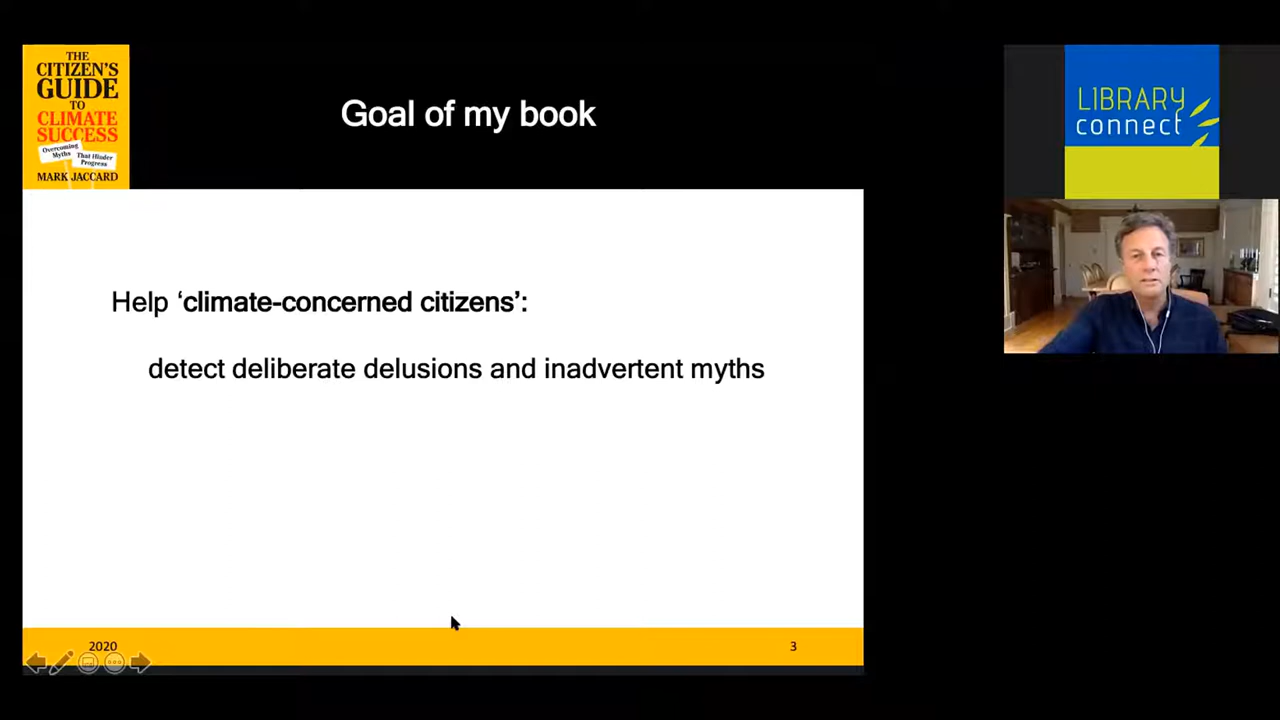 THE
CITIZEN'S
GUIDE
TO
CLIMATE
SUCCESS
Overcoming
Myths
That Hinder
Progress
MARK JACCARD
Goal of my book
LIBRARY
connect
Help ‘climate-concerned citizens’:
detect deliberate delusions and inadvertent myths
2020
3